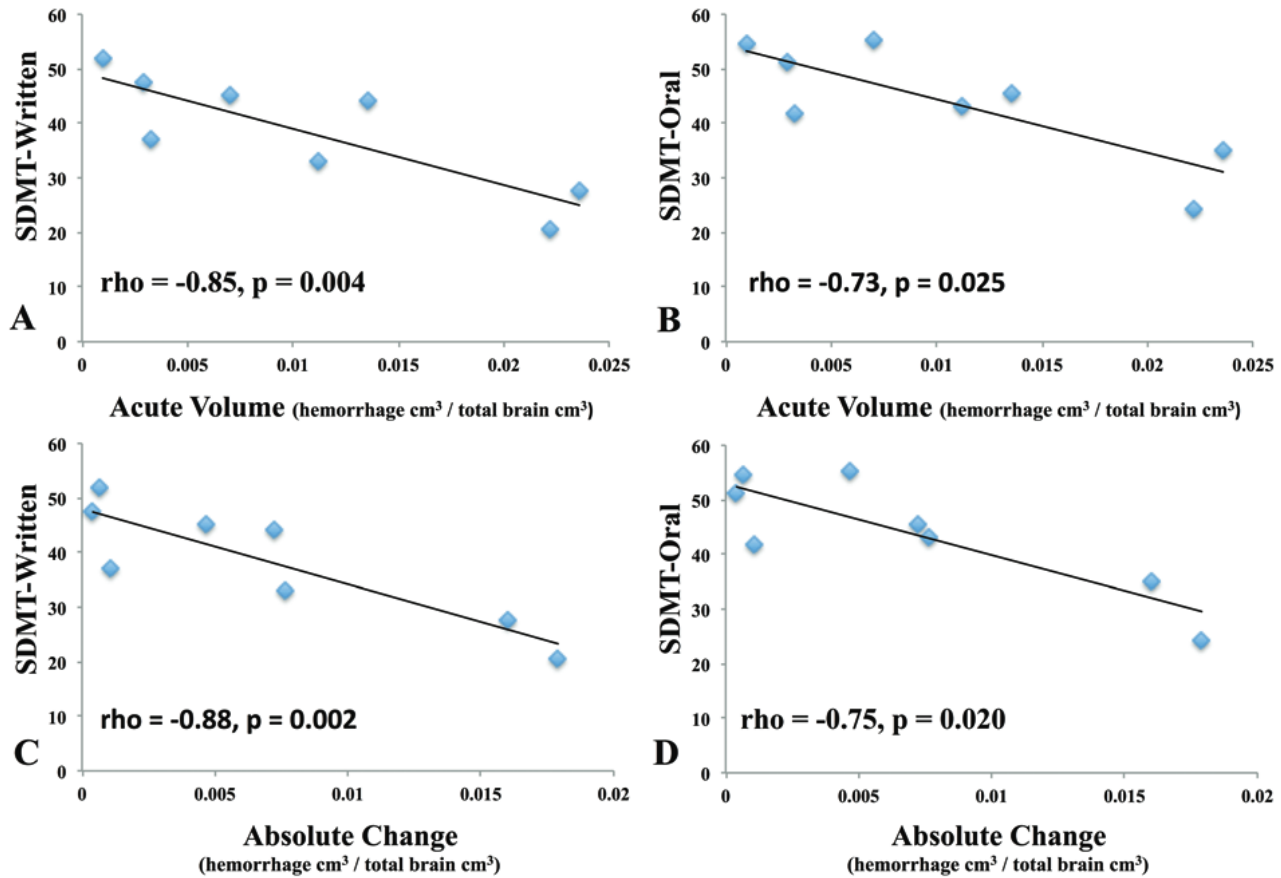 60
50
40
30
20
10
0
SDMT-Written
rho = -0.85, p = 0.004
A
0 0.005 0.01 0.015 0.02 0.025
Acute Volume (hemorrhage cm³ / total brain cm³)
60
50
40
30
20
10
0
SDMT-Oral
rho = -0.73, p = 0.025
B
0 0.005 0.01 0.015 0.02 0.025
Acute Volume (hemorrhage cm³ / total brain cm³)
60
50
40
30
20
10
0
SDMT-Written
rho = -0.88, p = 0.002
C
0 0.005 0.01 0.015 0.02
Absolute Change
(hemorrhage cm³ / total brain cm³)
60
50
40
30
20
10
0
SDMT-Oral
rho = -0.75, p = 0.020
D
0 0.005 0.01 0.015 0.02
Absolute Change
(hemorrhage cm³ / total brain cm³)